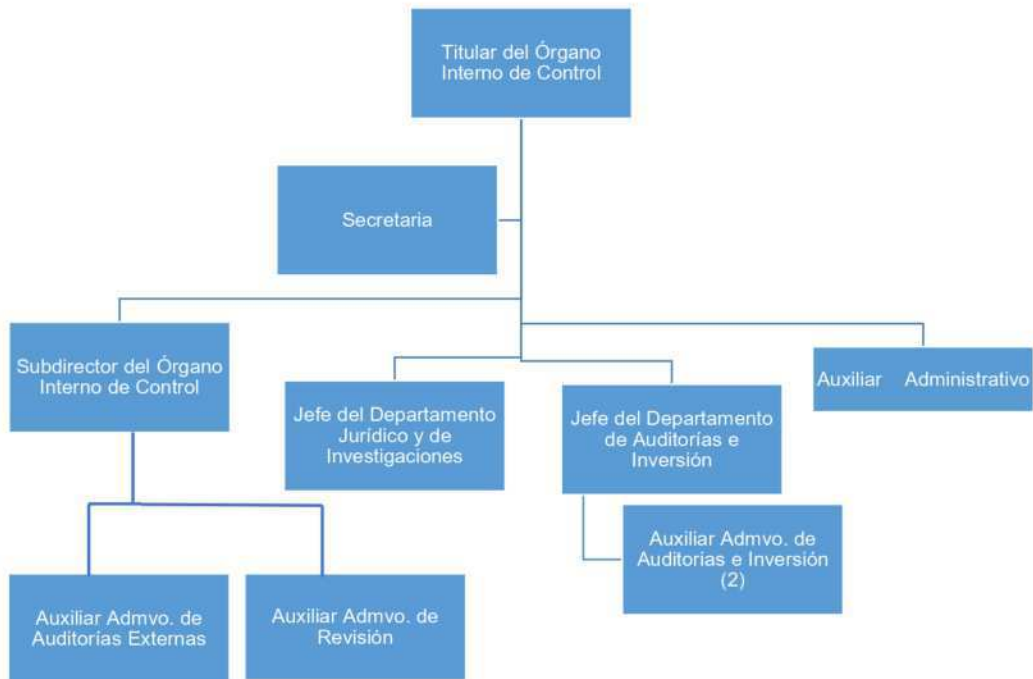 Titular del Órgano
Interno de Control
Secretaria
Subdirector del Órgano
Interno de Control
Jefe del Departamento
Jurídico y de
Investigaciones
Jefe del Departamento
de Auditorías e
Inversión
Auxiliar Administrativo
Auxiliar Admvo. de
Auditorias e Inversión
(2)
Auxiliar Admvo. de
Auditorías Externas
Auxiliar Admvo. de
Revisión